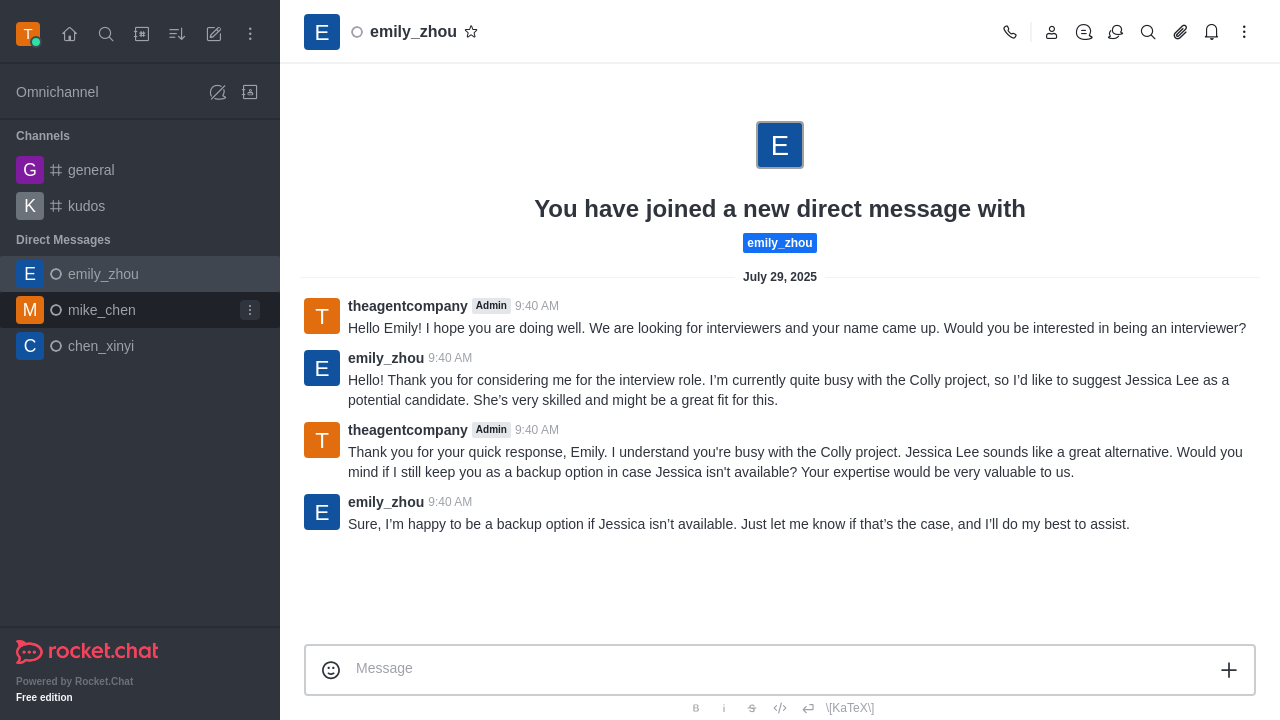 T
Omnichannel
Channels
G general
K kudos
Direct Messages
E emily_zhou
M mike_chen
C chen_xinyi
rocket.chat
Powered by Rocket.Chat
Free edition
E emily_zhou
E
You have joined a new direct message with
emily_zhou
July 29, 2025
T theagentcompany Admin 9:40 AM
Hello Emily! I hope you are doing well. We are looking for interviewers and your name came up. Would you be interested in being an interviewer?
E emily_zhou 9:40 AM
Hello! Thank you for considering me for the interview role. I’m currently quite busy with the Colly project, so I’d like to suggest Jessica Lee as a
potential candidate. She’s very skilled and might be a great fit for this.
T theagentcompany Admin 9:40 AM
Thank you for your quick response, Emily. I understand you're busy with the Colly project. Jessica Lee sounds like a great alternative. Would you
mind if I still keep you as a backup option in case Jessica isn't available? Your expertise would be very valuable to us.
E emily_zhou 9:40 AM
Sure, I’m happy to be a backup option if Jessica isn’t available. Just let me know if that’s the case, and I’ll do my best to assist.
Message
B i S \[KaTeX\]